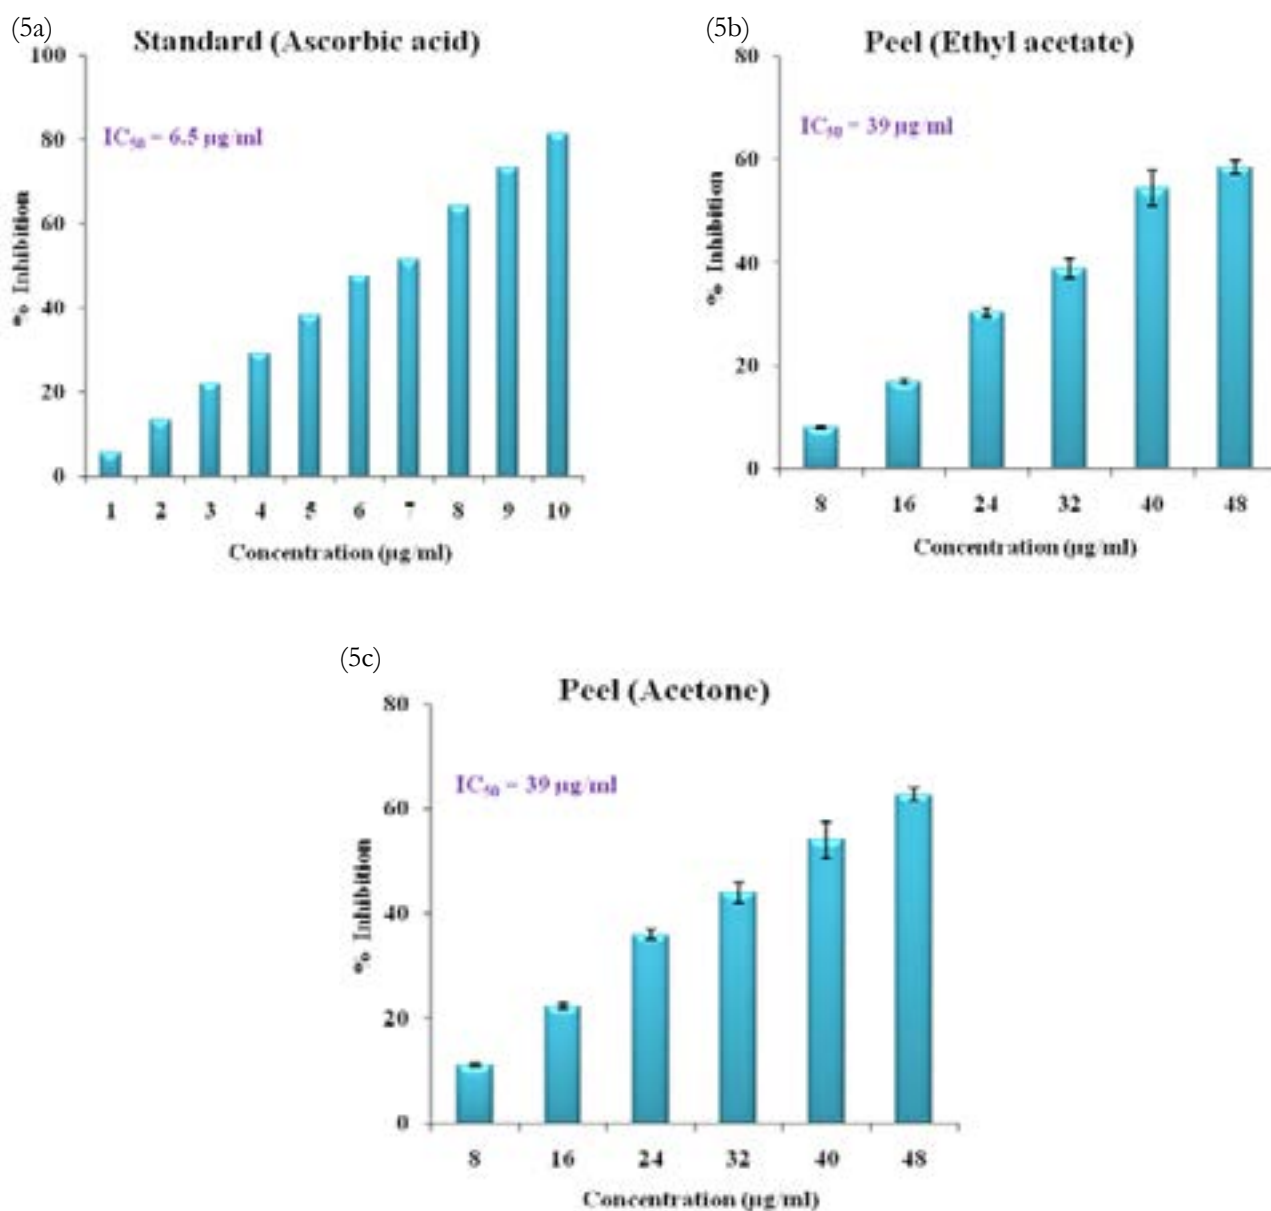 (5a)
Standard (Ascorbic acid)
100
80
60
40
20
0
IC₅₀ = 6.5 µg/ml
% Inhibition
1 2 3 4 5 6 7 8 9 10
Concentration (µg/ml)
(5b)
Peel (Ethyl acetate)
80
60
40
20
0
IC₅₀ = 39 µg/ml
% Inhibition
8 16 24 32 40 48
Concentration (µg/ml)
(5c)
Peel (Acetone)
80
60
40
20
0
IC₅₀ = 39 µg/ml
% Inhibition
8 16 24 32 40 48
Concentration (µg/ml)